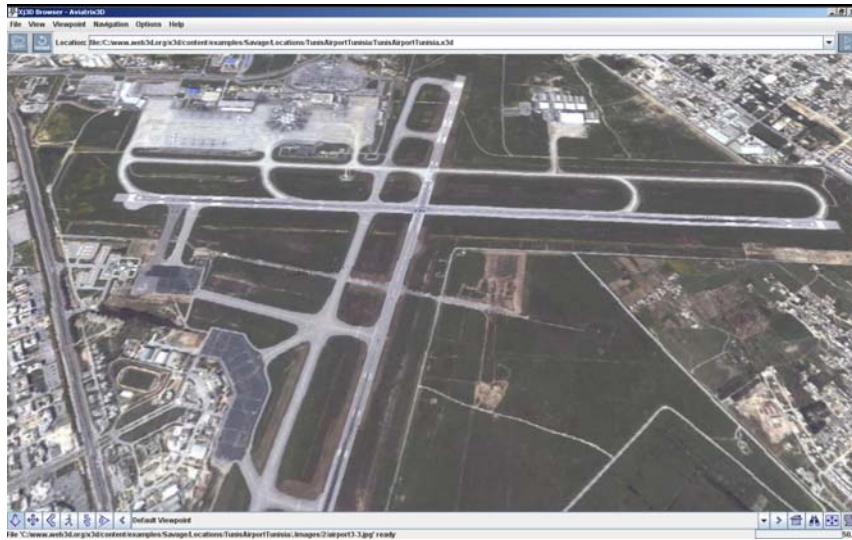 Xj3D Browser - Aviatrix3D
File View Viewpoint Navigation Options Help
Location: file:/C:/www.web3d.org/x3d/content/examples/Savage/Locations/TunisAirportTunisia/TunisAirportTunisia.x3d
Default Viewpoint
File 'C:/www.web3d.org/x3d/content/examples/Savage/Locations/TunisAirportTunisia/./images/2/airport3-3.jpg' ready
50.